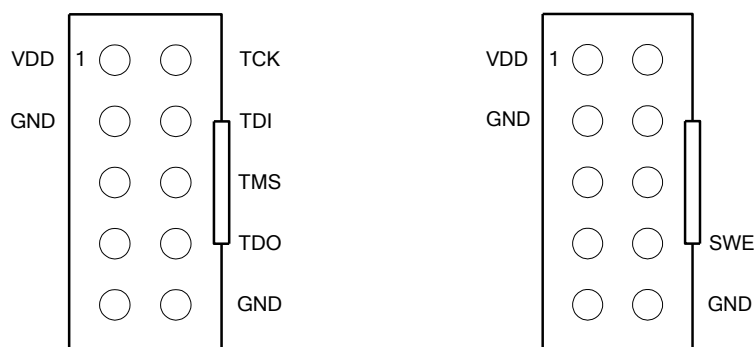 VDD 1 TCK VDD 1
GND TDI GND
TMS
TDO SWE
GND GND